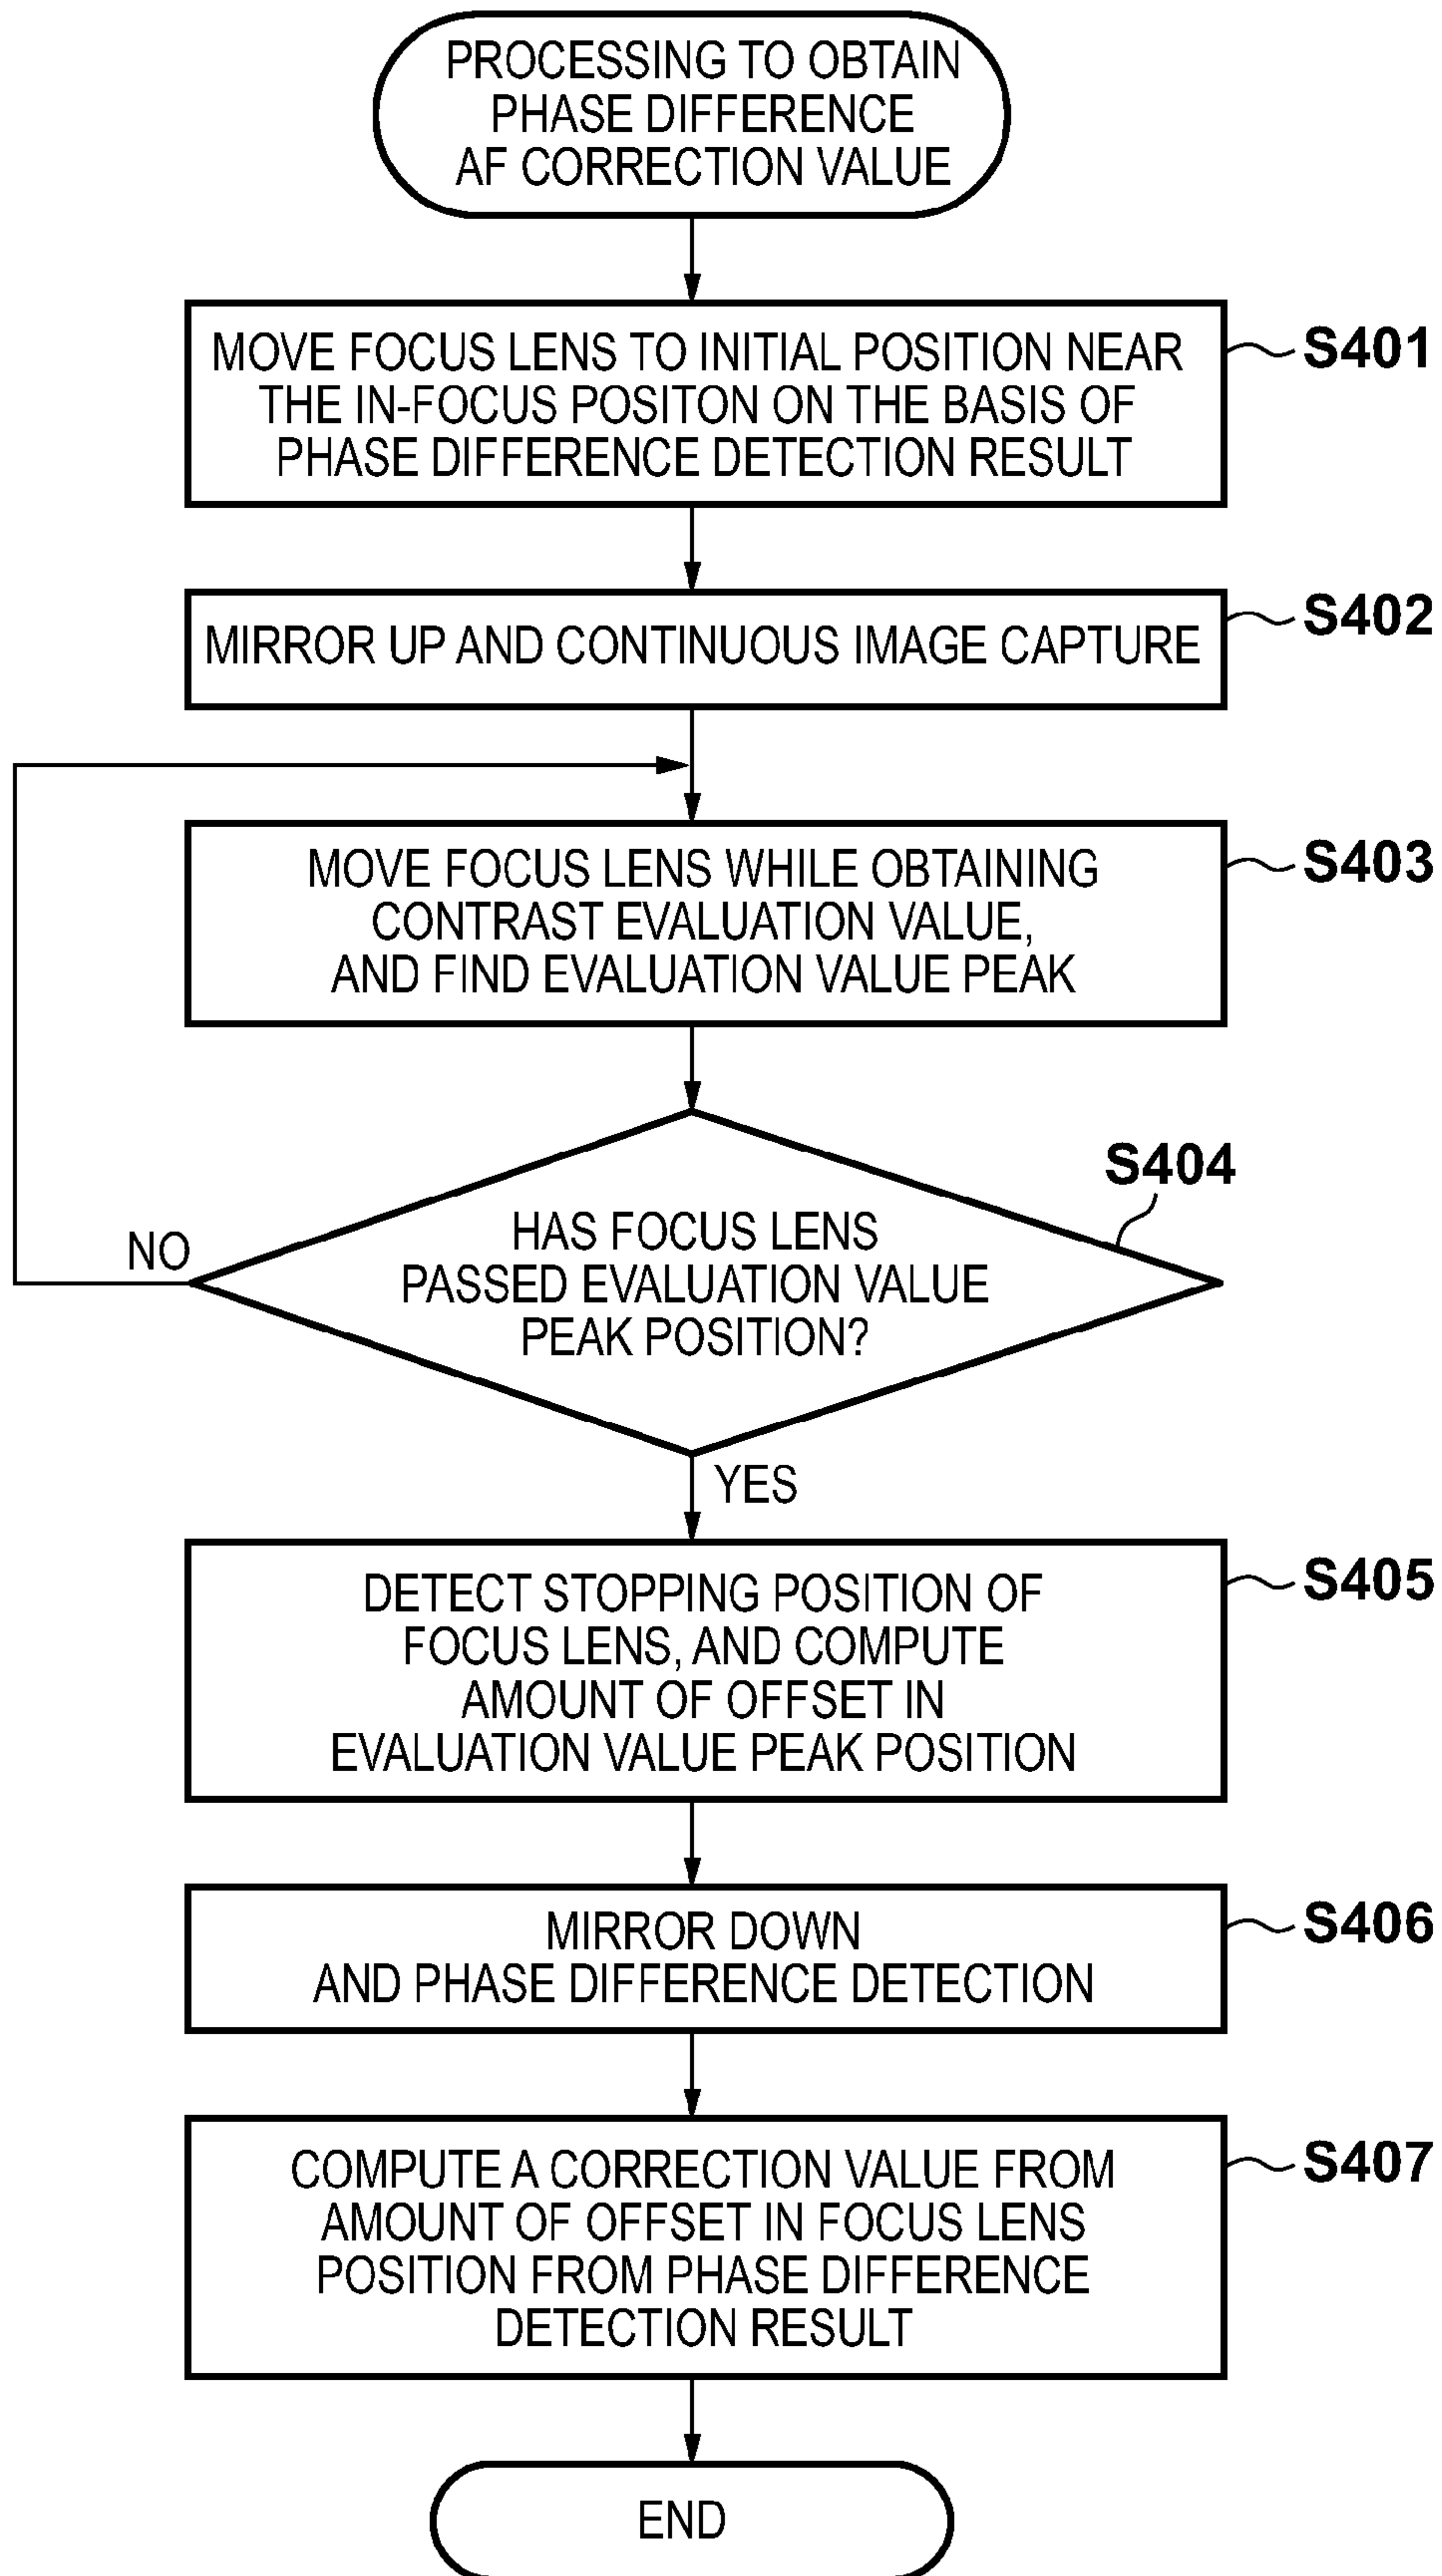 PROCESSING TO OBTAIN
PHASE DIFFERENCE
AF CORRECTION VALUE
MOVE FOCUS LENS TO INITIAL POSITION NEAR
THE IN-FOCUS POSITON ON THE BASIS OF
PHASE DIFFERENCE DETECTION RESULT
S401
MIRROR UP AND CONTINUOUS IMAGE CAPTURE
S402
MOVE FOCUS LENS WHILE OBTAINING
CONTRAST EVALUATION VALUE,
AND FIND EVALUATION VALUE PEAK
S403
HAS FOCUS LENS
PASSED EVALUATION VALUE
PEAK POSITION?
S404
NO
YES
DETECT STOPPING POSITION OF
FOCUS LENS, AND COMPUTE
AMOUNT OF OFFSET IN
EVALUATION VALUE PEAK POSITION
S405
MIRROR DOWN
AND PHASE DIFFERENCE DETECTION
S406
COMPUTE A CORRECTION VALUE FROM
AMOUNT OF OFFSET IN FOCUS LENS
POSITION FROM PHASE DIFFERENCE
DETECTION RESULT
S407
END